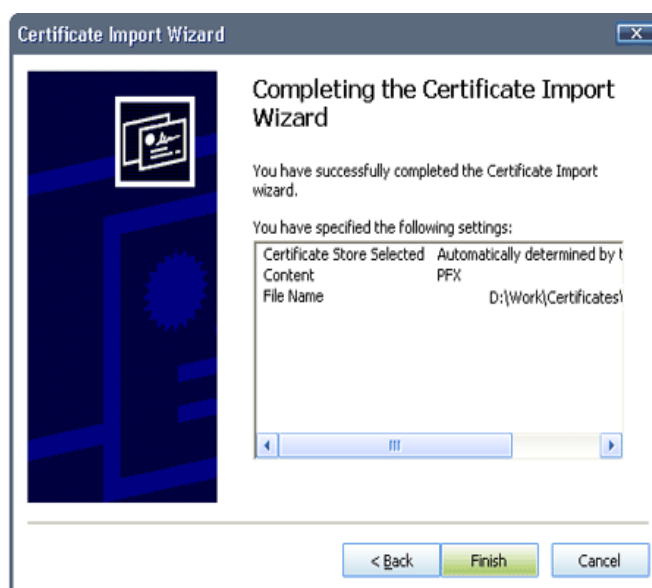 Certificate Import Wizard
Completing the Certificate Import
Wizard
You have successfully completed the Certificate Import
wizard.
You have specified the following settings:
Certificate Store Selected Automatically determined by t
Content PFX
File Name D:\Work\Certificates\
< Back Finish Cancel